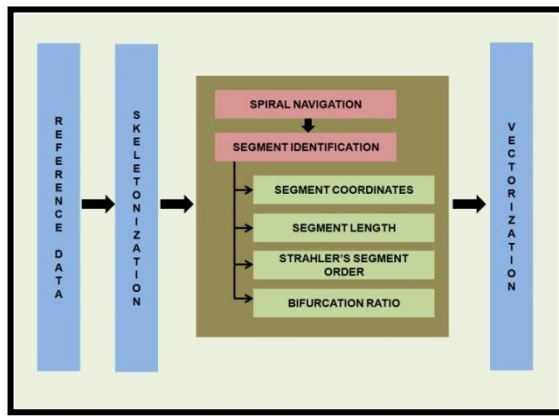 REFERENCE DATA
SKELETONIZATION
SPIRAL NAVIGATION
SEGMENT IDENTIFICATION
SEGMENT COORDINATES
SEGMENT LENGTH
STRAHLER'S SEGMENT
ORDER
BIFURCATION RATIO
VECTORIZATION